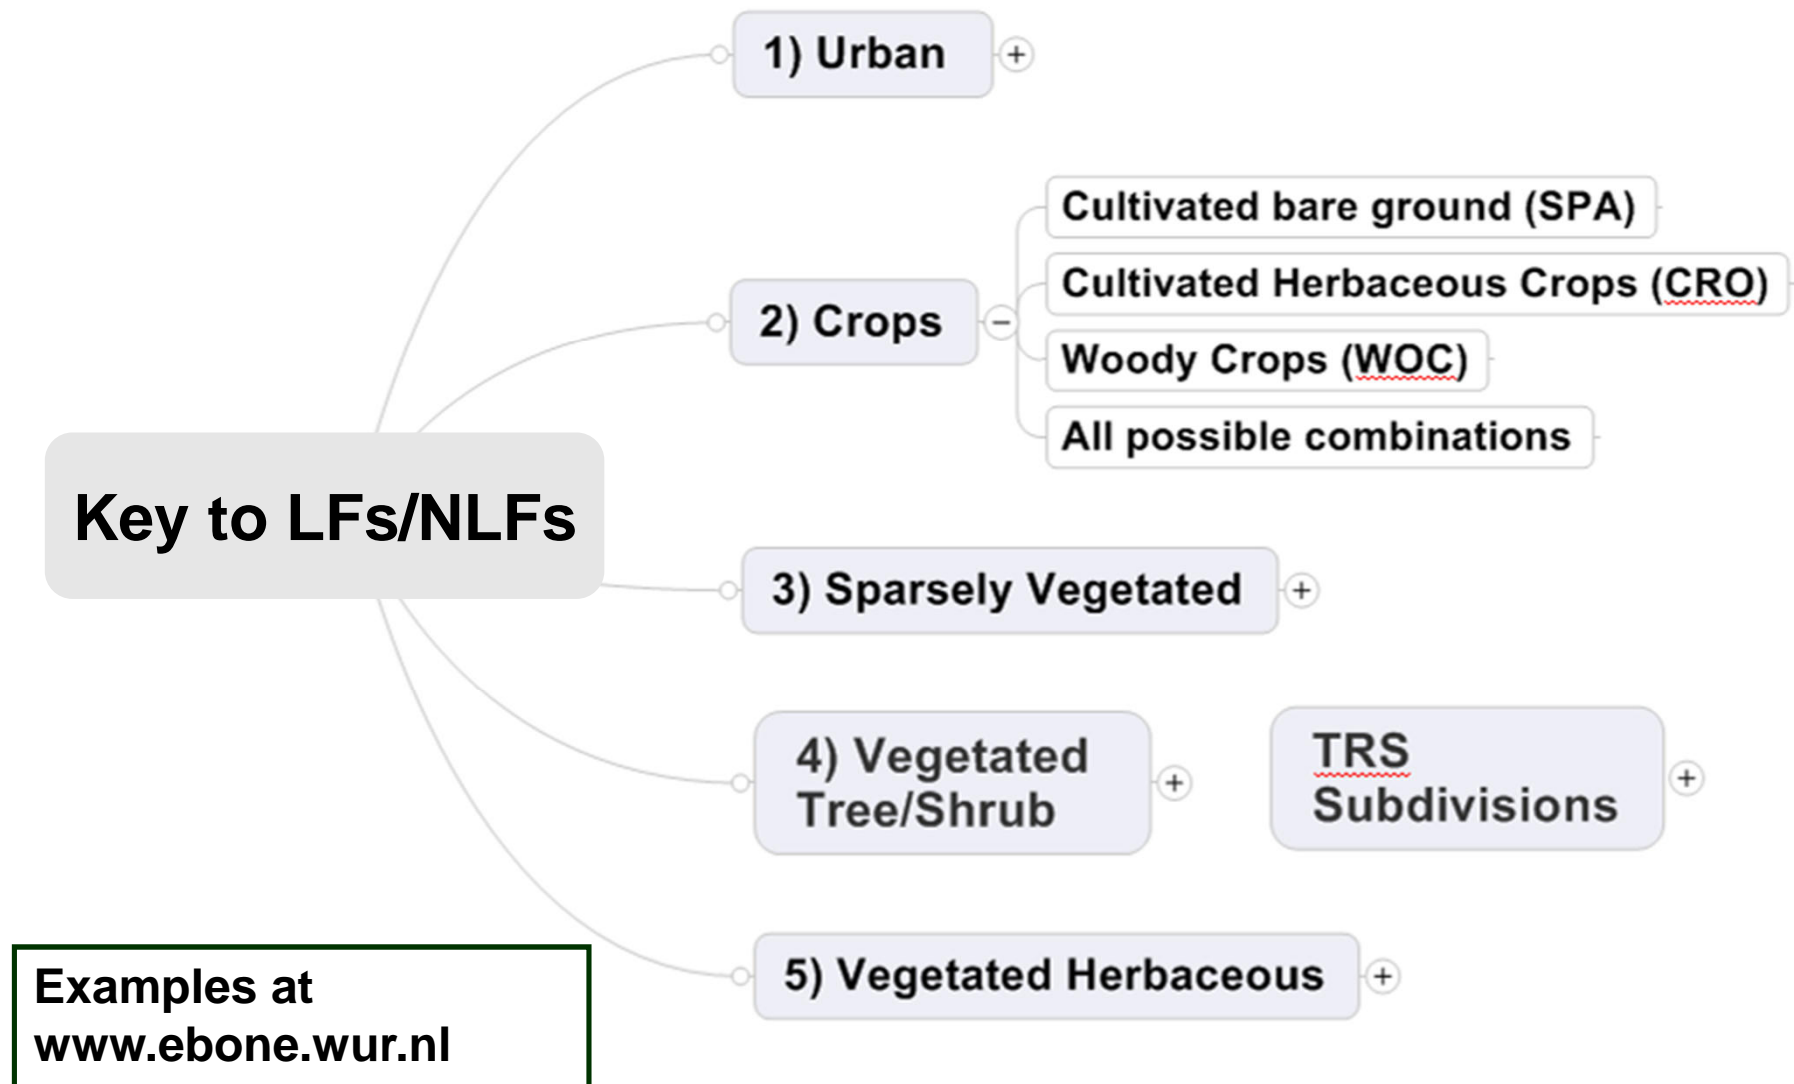 1) Urban
Cultivated bare ground (SPA)
Cultivated Herbaceous Crops (CRO)
2) Crops
Woody Crops (WOC)
All possible combinations
Key to LFs/NLFs
3) Sparsely Vegetated
4) Vegetated
Tree/Shrub
TRS
Subdivisions
5) Vegetated Herbaceous
Examples at
www.ebone.wur.nl